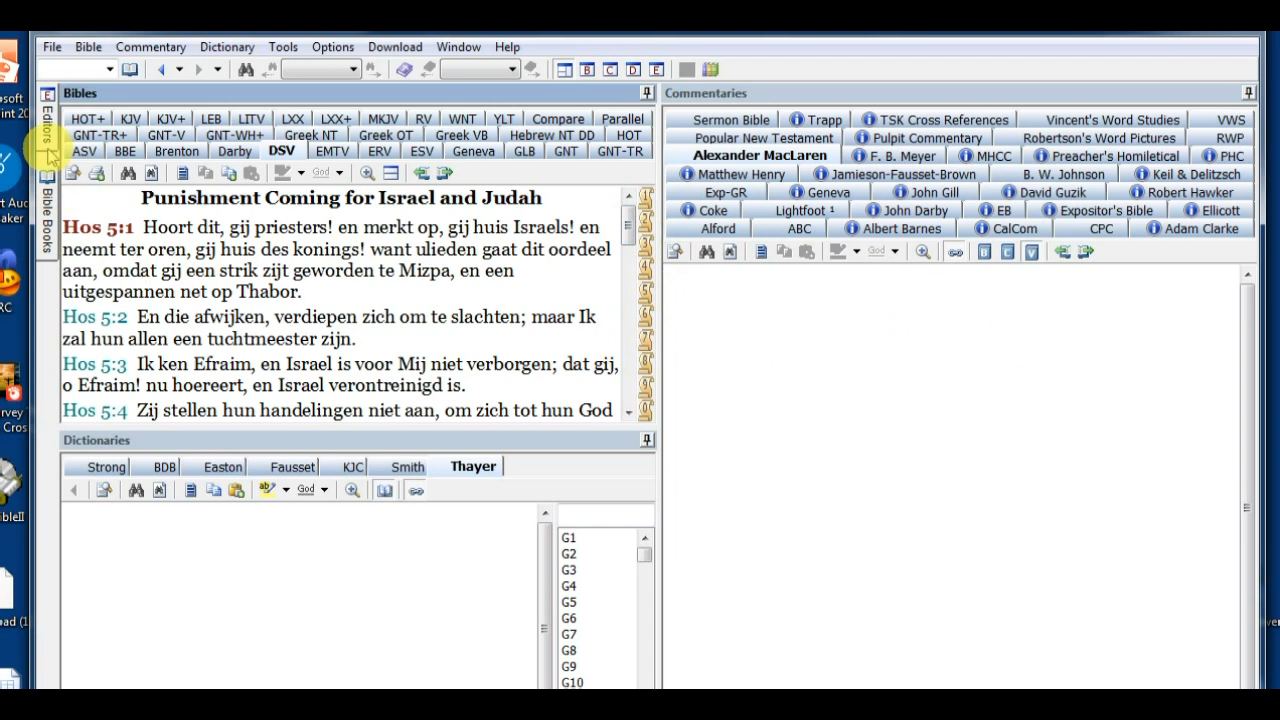 File Bible Commentary Dictionary Tools Options Download Window Help
B C D E
Bibles
HOT+ KJV KJV+ LEB LITV LXX LXX+ MKJV RV WNT YLT Compare Parallel
GNT-TR+ GNT-V GNT-WH+ Greek NT Greek OT Greek VB Hebrew NT DD HOT
ASV BBE Brenton Darby DSV EMTV ERV ESV Geneva GLB GNT GNT-TR
God
Punishment Coming for Israel and Judah
Hos 5:1 Hoort dit, gij priesters! en merkt op, gij huis Israels! en
neemt ter oren, gij huis des konings! want ulieden gaat dit oordeel
aan, omdat gij een strik zijt geworden te Mizpa, en een
uitgespannen net op Thabor.
Hos 5:2 En die afwijken, verdiepen zich om te slachten; maar Ik
zal hun allen een tuchtmeester zijn.
Hos 5:3 Ik ken Efraim, en Israel is voor Mij niet verborgen; dat gij,
o Efraim! nu hoereert, en Israel verontreinigd is.
Hos 5:4 Zij stellen hun handelingen niet aan, om zich tot hun God
Editors
Bible Books
Dictionaries
Strong BDB Easton Fausset KJC Smith Thayer
God
G1
G2
G3
G4
G5
G6
G7
G8
G9
G10
Commentaries
Sermon Bible Trapp TSK Cross References Vincent's Word Studies VWS
Popular New Testament Pulpit Commentary Robertson's Word Pictures RWP
Alexander MacLaren F. B. Meyer MHCC Preacher's Homiletical PHC
Matthew Henry Jamieson-Fausset-Brown B. W. Johnson Keil & Delitzsch
Exp-GR Geneva John Gill David Guzik Robert Hawker
Coke Lightfoot ¹ John Darby EB Expositor's Bible Ellicott
Alford ABC Albert Barnes CalCom CPC Adam Clarke
God